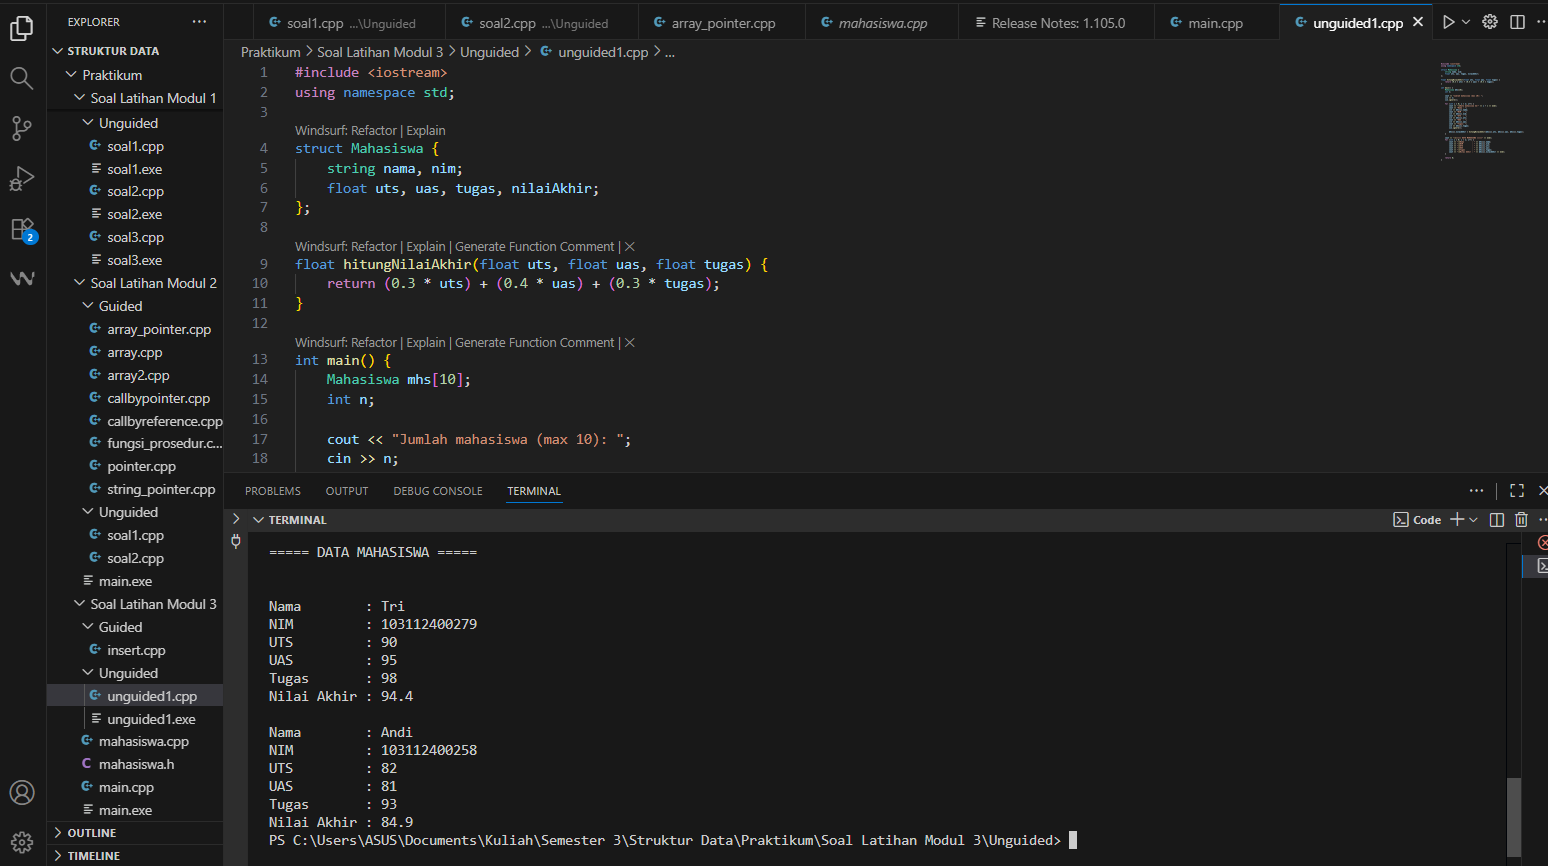 EXPLORER ...
STRUKTUR DATA
Praktikum
Soal Latihan Modul 1
Unguided
soal1.cpp
soal1.exe
soal2.cpp
soal2.exe
soal3.cpp
soal3.exe
Soal Latihan Modul 2
Guided
array_pointer.cpp
array.cpp
array2.cpp
callbypointer.cpp
callbyreference.cpp
fungsi_prosedur.c...
pointer.cpp
string_pointer.cpp
Unguided
soal1.cpp
soal2.cpp
main.exe
Soal Latihan Modul 3
Guided
insert.cpp
Unguided
unguided1.cpp
unguided1.exe
mahasiswa.cpp
C mahasiswa.h
main.cpp
main.exe
OUTLINE
TIMELINE
2
soal1.cpp ...\Unguided soal2.cpp ...\Unguided array_pointer.cpp mahasiswa.cpp Release Notes: 1.105.0 main.cpp unguided1.cpp
Praktikum > Soal Latihan Modul 3 > Unguided > unguided1.cpp > ...
1 #include <iostream>
2 using namespace std;
3
Windsurf: Refactor | Explain
4 struct Mahasiswa {
5     string nama, nim;
6     float uts, uas, tugas, nilaiAkhir;
7 };
8
Windsurf: Refactor | Explain | Generate Function Comment | ×
9 float hitungNilaiAkhir(float uts, float uas, float tugas) {
10     return (0.3 * uts) + (0.4 * uas) + (0.3 * tugas);
11 }
12
Windsurf: Refactor | Explain | Generate Function Comment | ×
13 int main() {
14     Mahasiswa mhs[10];
15     int n;
16
17     cout << "Jumlah mahasiswa (max 10): ";
18     cin >> n;
PROBLEMS OUTPUT DEBUG CONSOLE TERMINAL
TERMINAL Code
===== DATA MAHASISWA =====
Nama        : Tri
NIM         : 103112400279
UTS         : 90
UAS         : 95
Tugas       : 98
Nilai Akhir : 94.4
Nama        : Andi
NIM         : 103112400258
UTS         : 82
UAS         : 81
Tugas       : 93
Nilai Akhir : 84.9
PS C:\Users\ASUS\Documents\Kuliah\Semester 3\Struktur Data\Praktikum\Soal Latihan Modul 3\Unguided>